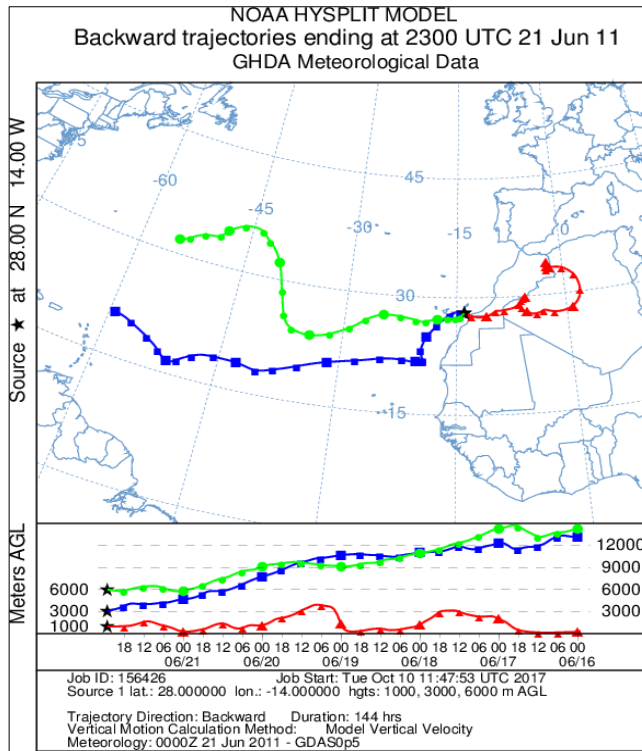 NOAA HYSPLIT MODEL
Backward trajectories ending at 2300 UTC 21 Jun 11
GHDA Meteorological Data
Source ★ at 28.00 N 14.00 W
-60
-45
-30
-15
0
45
30
15
Meters AGL
6000
3000
1000
12000
9000
6000
3000
18 12 06 00 18 12 06 00 18 12 06 00 18 12 06 00 18 12 06 00 18 12 06 00
06/21 06/20 06/19 06/18 06/17 06/16
Job ID: 156426 Job Start: Tue Oct 10 11:47:53 UTC 2017
Source 1 lat.: 28.000000 lon.: -14.000000 hgts: 1000, 3000, 6000 m AGL
Trajectory Direction: Backward Duration: 144 hrs
Vertical Motion Calculation Method: Model Vertical Velocity
Meteorology: 0000Z 21 Jun 2011 - GDAS0p5